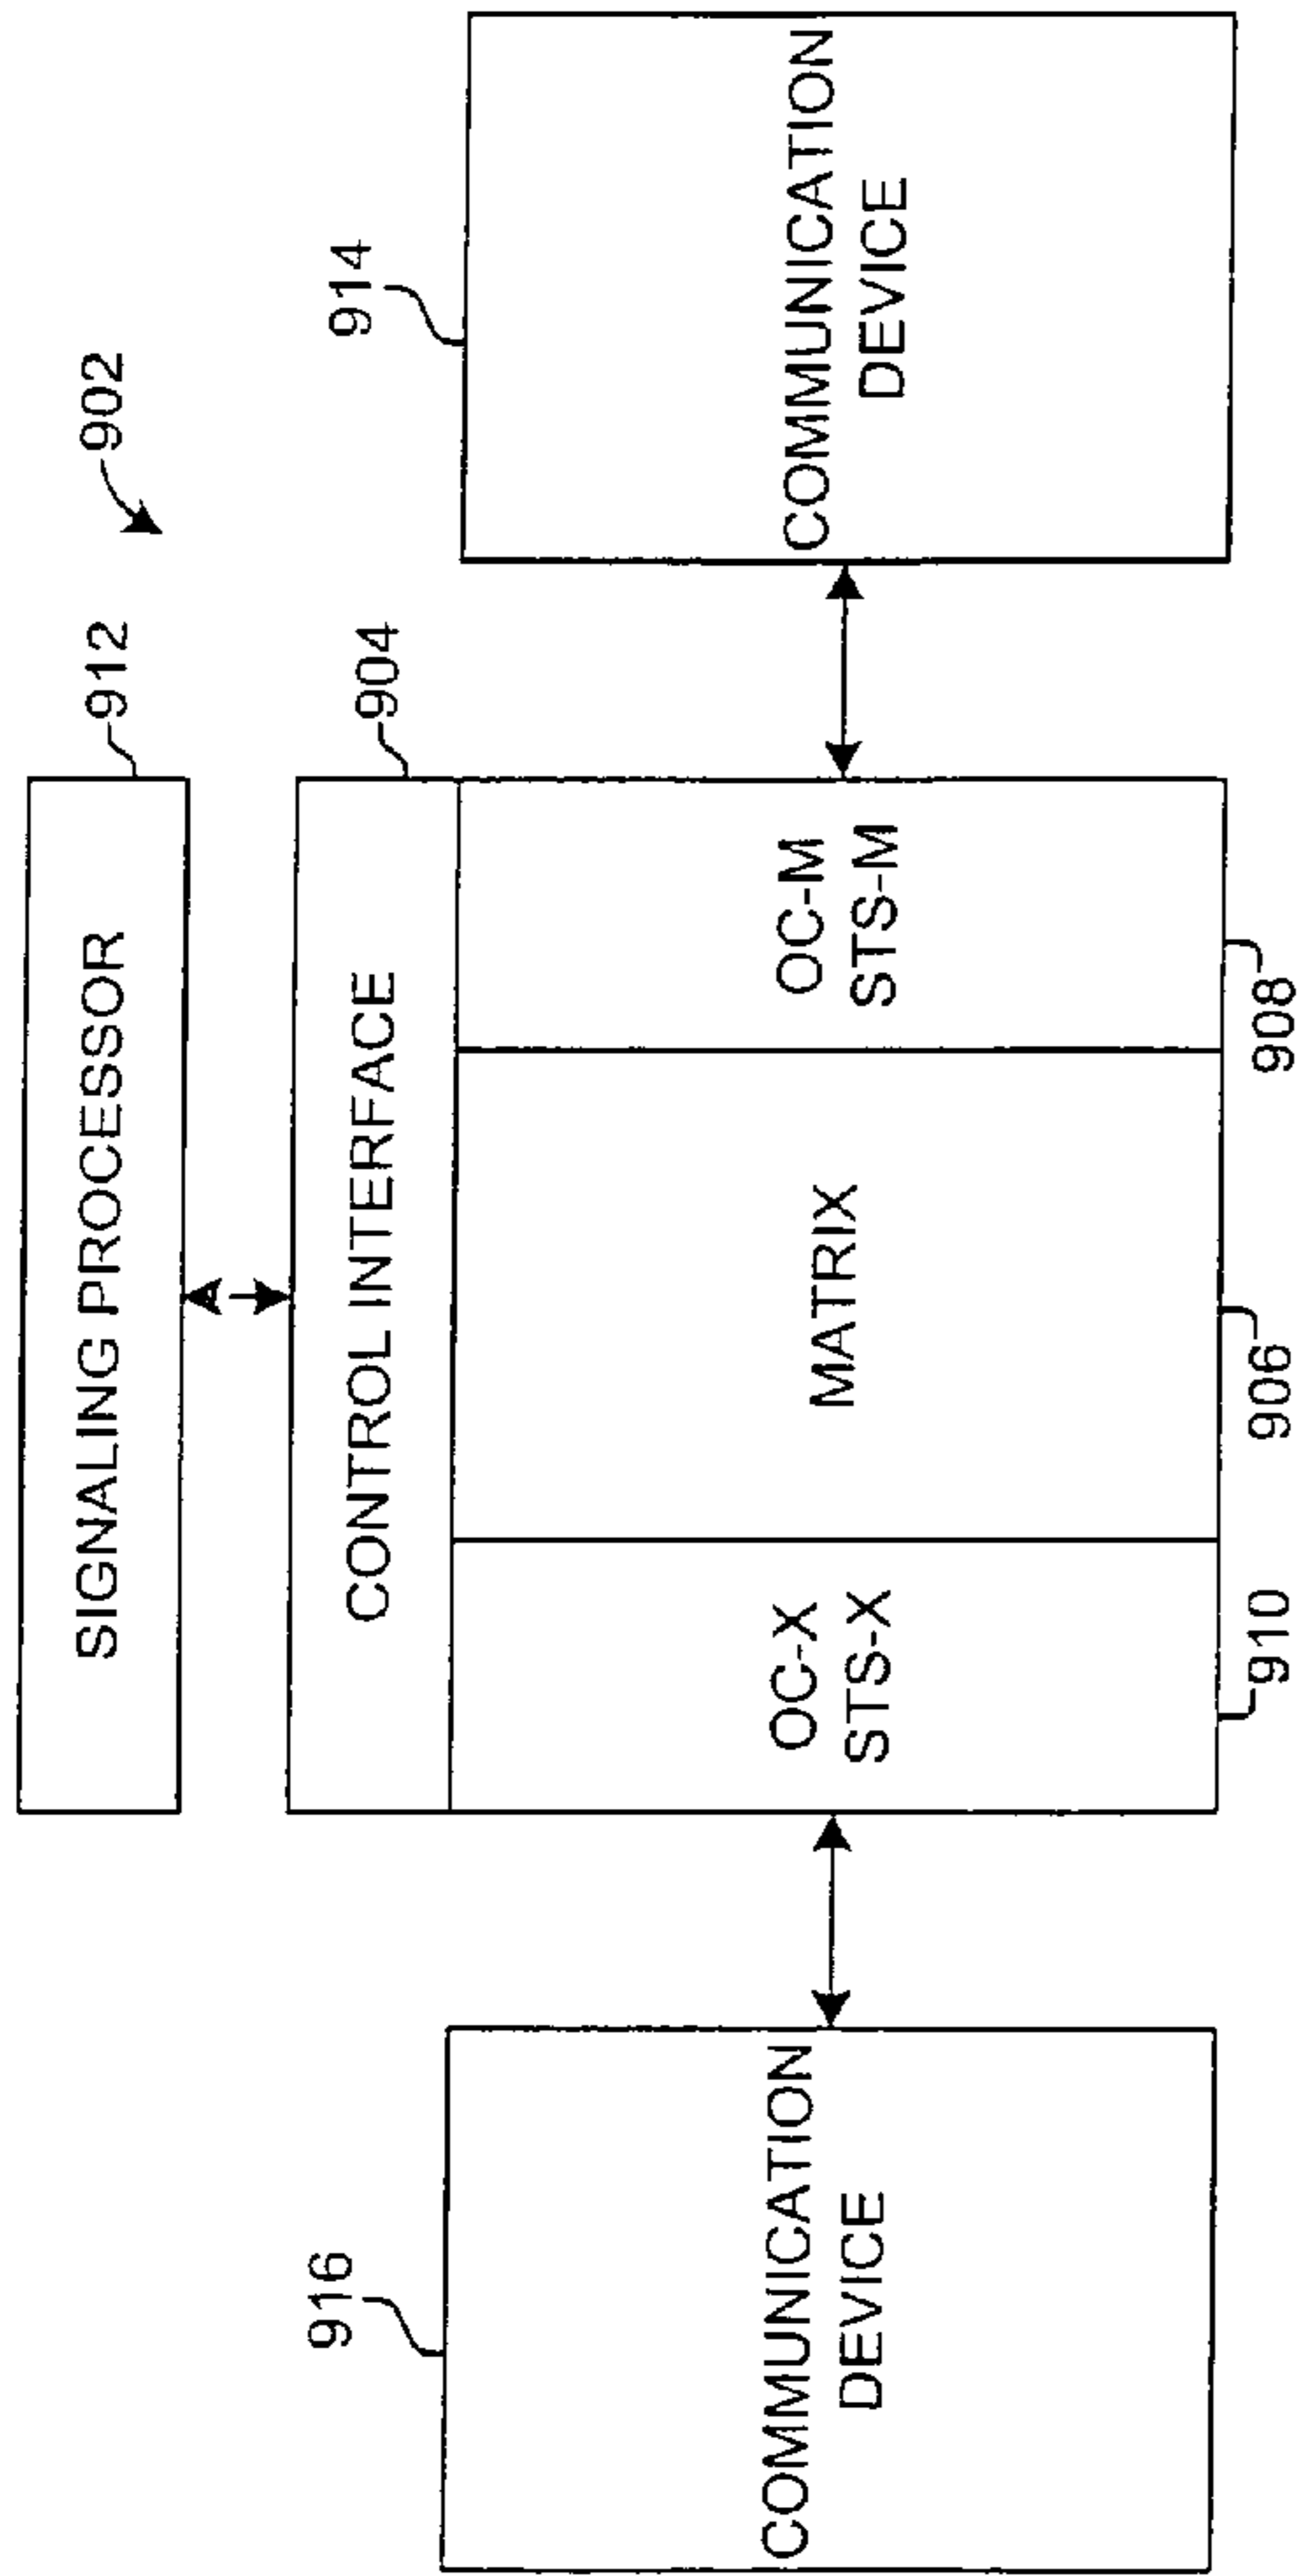 902
SIGNALING PROCESSOR
912
CONTROL INTERFACE
904
916
COMMUNICATION
DEVICE
OC-X
STS-X
MATRIX
OC-M
STS-M
914
COMMUNICATION
DEVICE
910
906
908